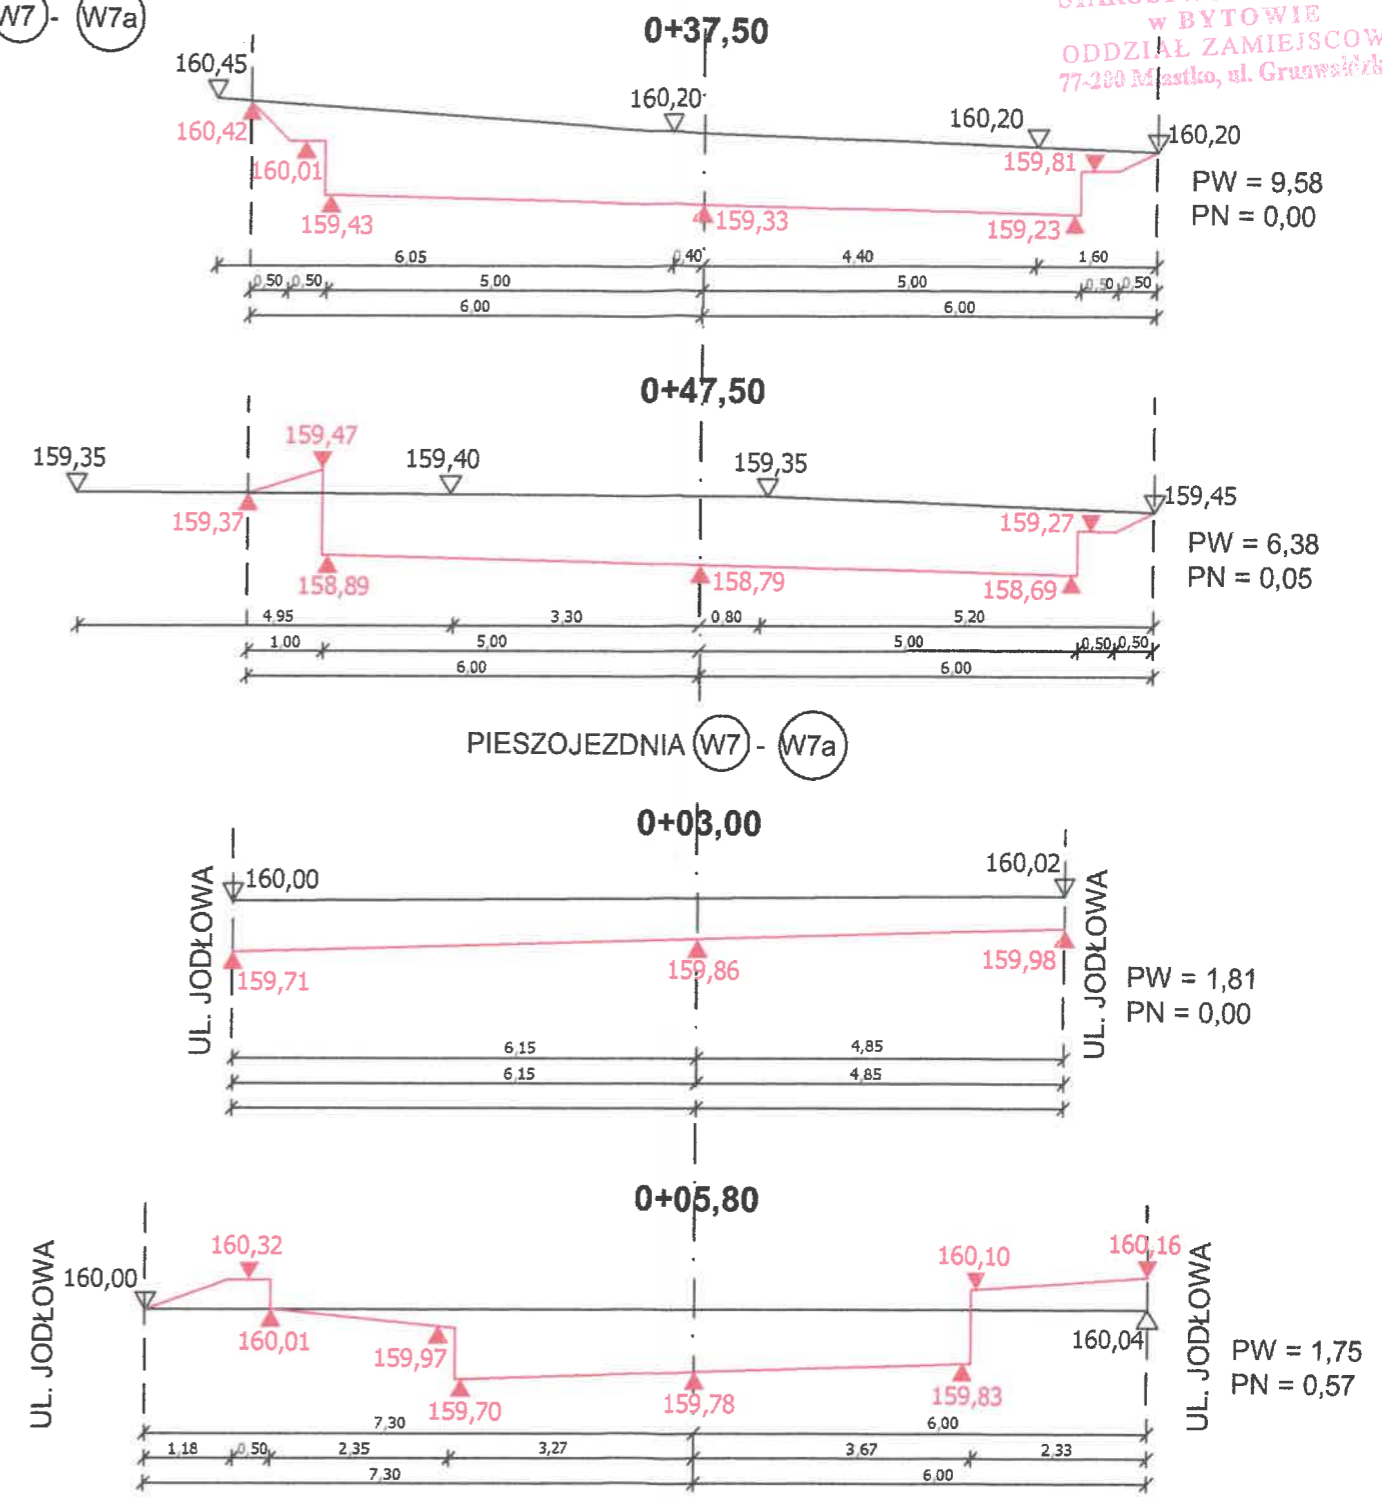 W7 - W7a
w BYTOWIE
ODDZIAŁ ZAMIEJSCOW
77-200 Miastko, ul.
0+37,50
160,45
160,20
160,20
160,20
160,42
160,01
159,81
159,43
159,33
159,23
PW = 9,58
PN = 0,00
6,05 0,40 4,40 1,60
0,50 0,50 5,00 5,00 0,50 0,50
6,00 6,00
0+47,50
159,47
159,35
159,40
159,35
159,45
159,37
159,27
158,89
158,79
158,69
PW = 6,38
PN = 0,05
4,95 3,30 0,80 5,20
1,00 5,00 5,00 0,50 0,50
6,00 6,00
PIESZOJEZDNIA W7 - W7a
0+03,00
UL. JODŁOWA
160,00
160,02
159,71
159,86
159,98
UL. JODŁOWA
PW = 1,81
PN = 0,00
6,15 4,85
6,15 4,85
0+05,80
UL. JODŁOWA
160,32
160,10
160,16
160,00
160,01
159,97
160,04
159,70
159,78
159,83
UL. JODŁOWA
PW = 1,75
PN = 0,57
7,30 6,00
1,18 0,50 2,35 3,27 3,67 2,33
7,30 6,00